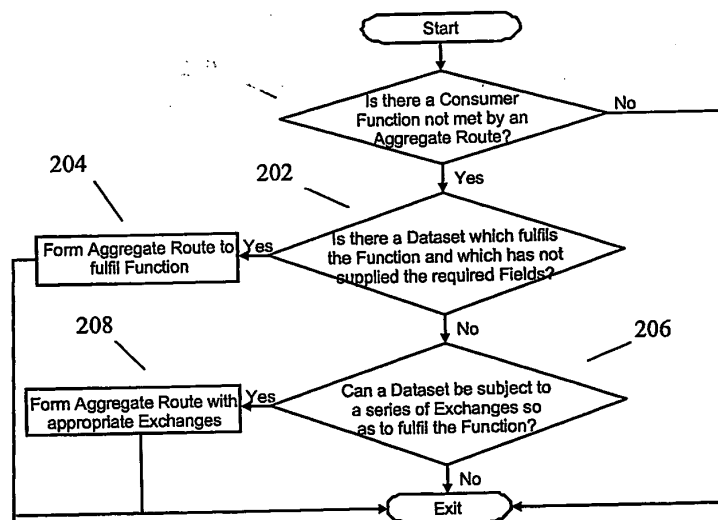 Start
Is there a Consumer
Function not met by an
Aggregate Route?
No
Yes
202
204
Is there a Dataset which fulfils
the Function and which has not
supplied the required Fields?
Yes
Form Aggregate Route to
fulfil Function
No
206
208
Can a Dataset be subject to
a series of Exchanges so
as to fulfil the Function?
Yes
Form Aggregate Route with
appropriate Exchanges
No
Exit